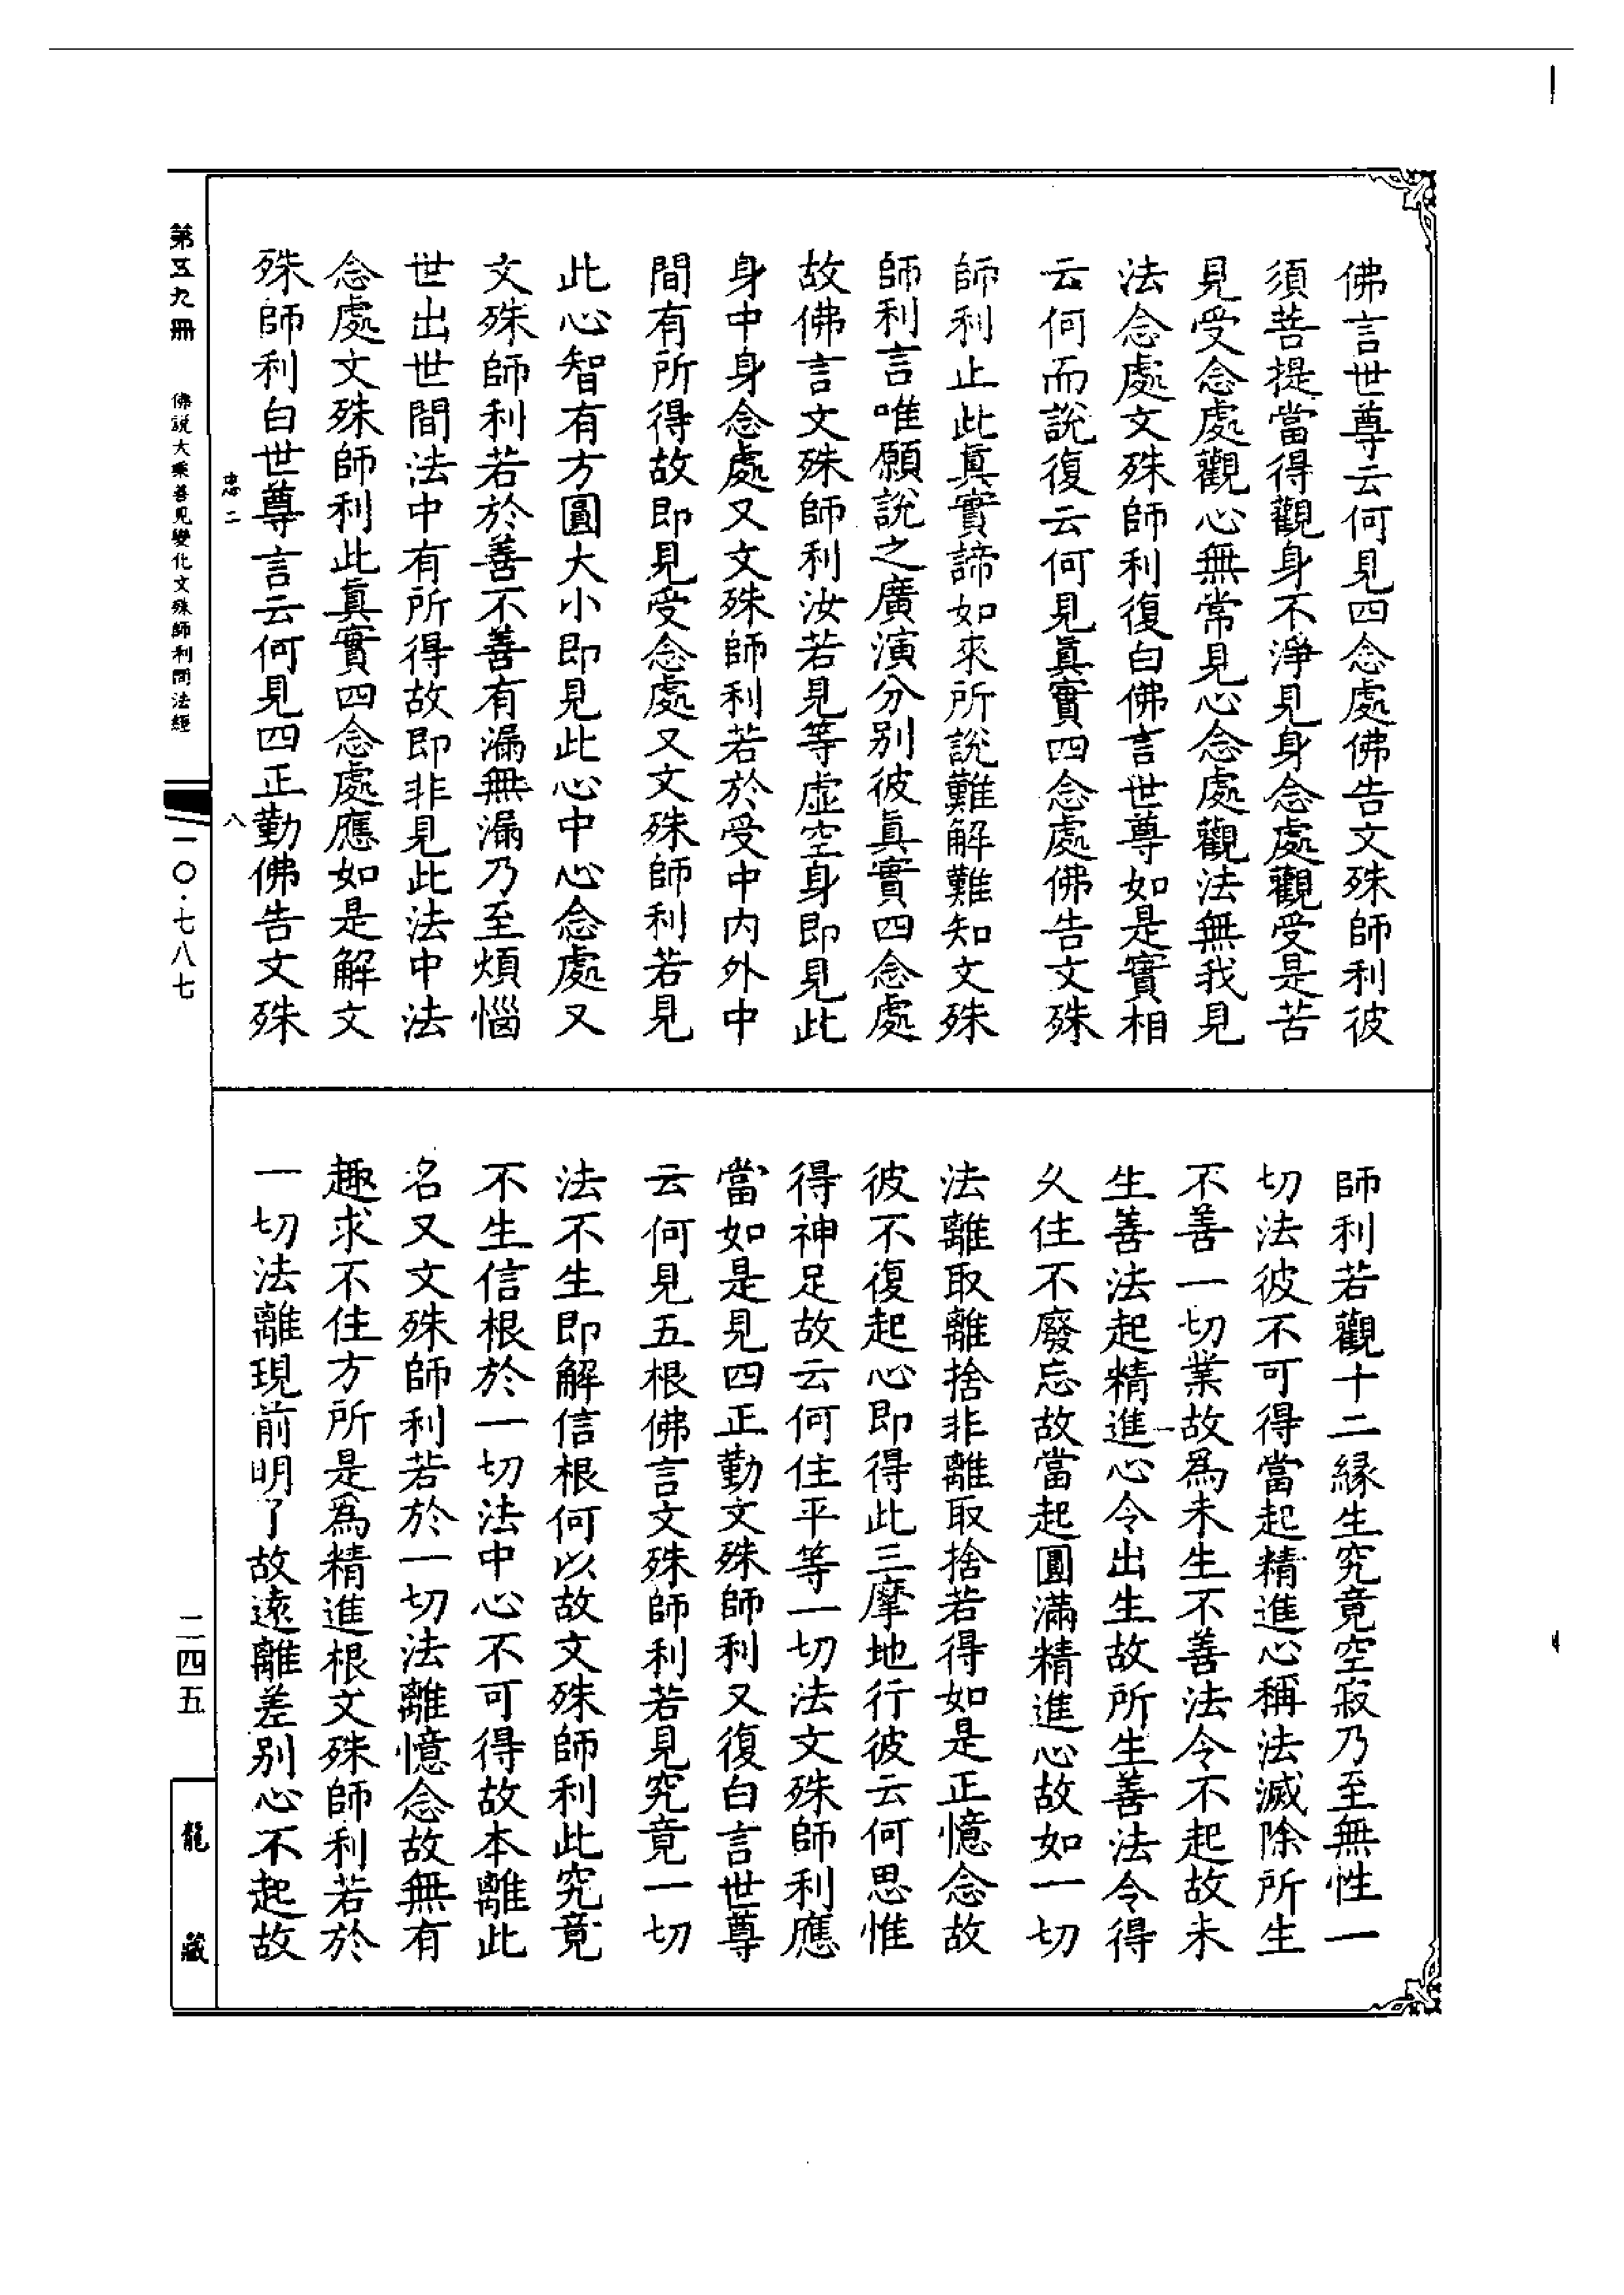 佛言世尊云何見四念處佛告文殊師利彼
須菩提當得觀身不淨見身念處觀受是苦
見受念處觀心無常見心念處觀法無我見
法念處文殊師利復白佛言世尊如是實相
云何而說復云何見真實四念處佛告文殊
師利止此真實諦如來所說難解難知文殊
師利言唯願說之廣演分別彼真實四念處
故佛言文殊師利汝若見等虛空身即見此
身中身念處又文殊師利若於受中内外中
間有所得故即見受念處又文殊師利若見
此心智有方圓大小即見此心中心念處又
文殊師利若於善不善有漏無漏乃至煩惱
世出世間法中有所得故即非見此法中法
念處文殊師利此真實四念處應如是解文
殊師利白世尊言云何見四正勤佛告文殊
師利若觀十二緣生究竟空寂乃至無性一
切法彼不可得當起精進心稱法滅除所生
不善一切業故為未生不善法令不起故未
生善法起精進心令出生故所生善法令得
久住不廢忘故當起圓滿精進心故如一切
法離取離捨非離取捨若得如是正憶念故
彼不復起心即得此三摩地行彼云何思惟
得神足故云何住平等一切法文殊師利應
當如是見四正勤文殊師利又復白言世尊
云何見五根佛言文殊師利若見究竟一切
法不生即解信根何以故文殊師利此究竟
不生信根於一切法中心不可得故本離此
名又文殊師利若於一切法離憶念故無有
趣求不住方所是為精進根文殊師利若於
一切法離現前明了故遠離差别心不起故
忠二
八
第五九冊
佛說大乘善見變化文殊師利問法經
一〇·七八七
二四五
龍藏